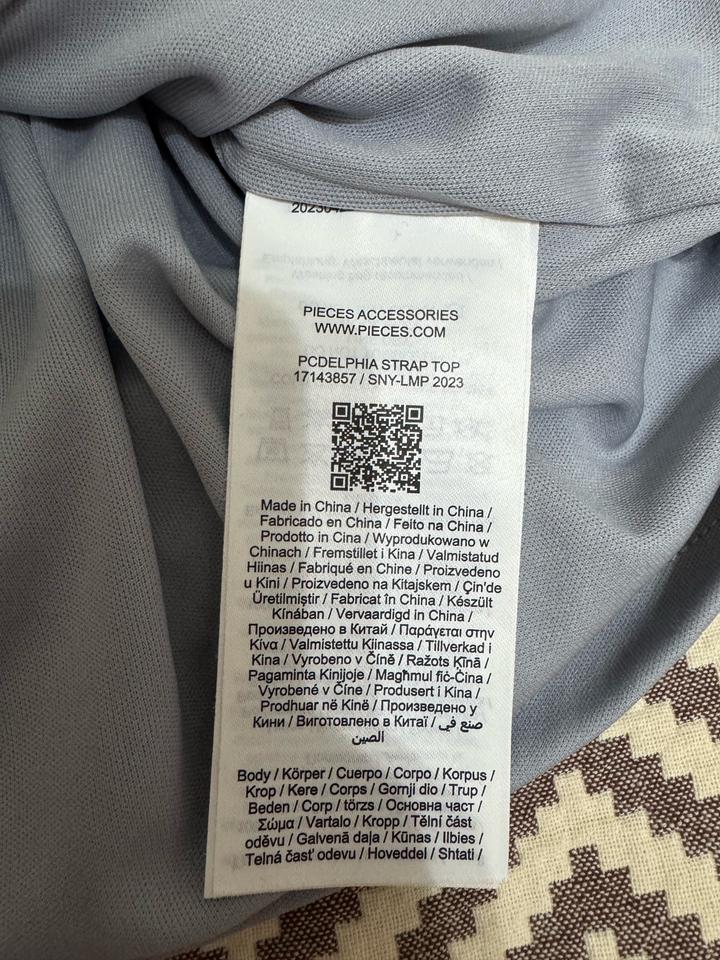 PIECES ACCESSORIES
WWW.PIECES.COM
PCDELPHIA STRAP TOP
17143857 / SNY-LMP 2023
Made in China / Hergestellt in China /
Fabricado en China / Feito na China /
Prodotto in Cina / Wyprodukowano w
Chinach / Fremstillet i Kina / Valmistatud
Hiinas / Fabriqué en Chine / Proizvedeno
u Kini / Proizvedeno na Kitajskem / Çin'de
Üretilmiştir / Fabricat în China / Készült
Kínában / Vervaardigd in China /
Произведено в Китай / Παράγεται στην
Κίνα / Valmistettu Kiinassa / Tillverkad i
Kina / Vyrobeno v Číně / Ražots Ķīnā /
Pagaminta Kinijoje / Magħmul fiċ-Ċina /
Vyrobené v Číne / Produsert i Kina /
Prodhuar në Kinë / Произведено у
Кини / Виготовлено в Китаї / صنع في
الصين
Body / Körper / Cuerpo / Corpo / Korpus /
Krop / Kere / Corps / Gornji dio / Trup /
Beden / Corp / törzs / Основна част /
Σώμα / Vartalo / Kropp / Tělní část
oděvu / Galvenā daļa / Kūnas / Ilbies /
Telná časť odevu / Hoveddel / Shtati /